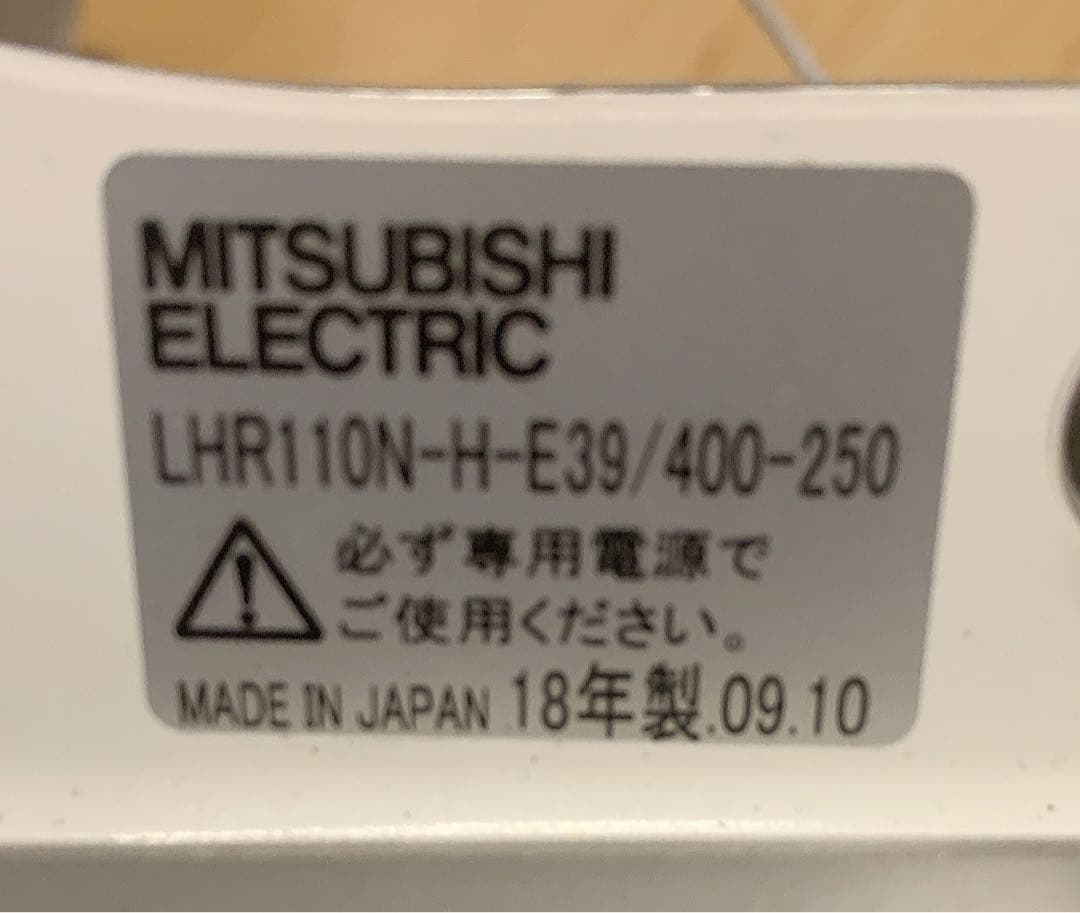 MITSUBISHI
ELECTRIC
LHR110N-H-E39/400-250
必ず専用電源で
ご使用ください。
MADE IN JAPAN 18年製.09.10